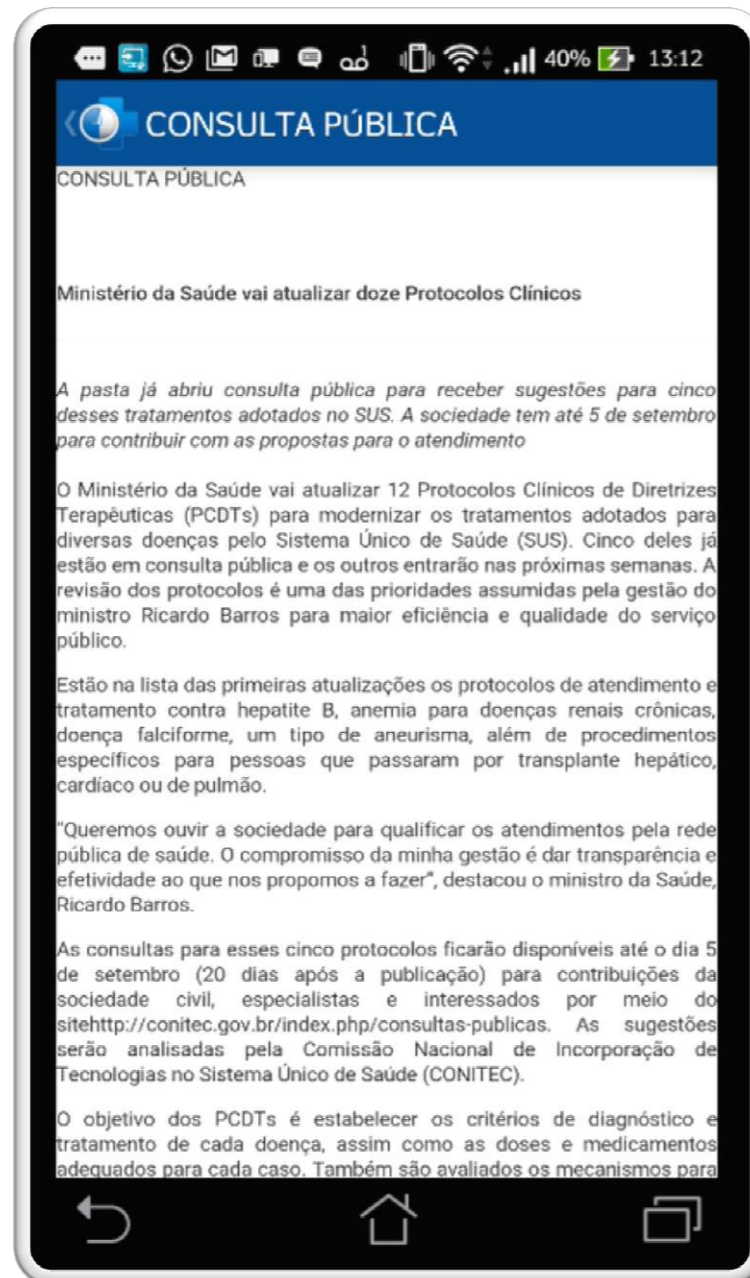 40% 13:12
CONSULTA PÚBLICA
CONSULTA PÚBLICA
Ministério da Saúde vai atualizar doze Protocolos Clínicos
A pasta já abriu consulta pública para receber sugestões para cinco
desses tratamentos adotados no SUS. A sociedade tem até 5 de setembro
para contribuir com as propostas para o atendimento
O Ministério da Saúde vai atualizar 12 Protocolos Clínicos de Diretrizes
Terapêuticas (PCDTs) para modernizar os tratamentos adotados para
diversas doenças pelo Sistema Único de Saúde (SUS). Cinco deles já
estão em consulta pública e os outros entrarão nas próximas semanas. A
revisão dos protocolos é uma das prioridades assumidas pela gestão do
ministro Ricardo Barros para maior eficiência e qualidade do serviço
público.
Estão na lista das primeiras atualizações os protocolos de atendimento e
tratamento contra hepatite B, anemia para doenças renais crônicas,
doença falciforme, um tipo de aneurisma, além de procedimentos
específicos para pessoas que passaram por transplante hepático,
cardíaco ou de pulmão.
"Queremos ouvir a sociedade para qualificar os atendimentos pela rede
pública de saúde. O compromisso da minha gestão é dar transparência e
efetividade ao que nos propomos a fazer", destacou o ministro da Saúde,
Ricardo Barros.
As consultas para esses cinco protocolos ficarão disponíveis até o dia 5
de setembro (20 dias após a publicação) para contribuições da
sociedade civil, especialistas e interessados por meio do
sitehttp://conitec.gov.br/index.php/consultas-publicas. As sugestões
serão analisadas pela Comissão Nacional de Incorporação de
Tecnologias no Sistema Único de Saúde (CONITEC).
O objetivo dos PCDTs é estabelecer os critérios de diagnóstico e
tratamento de cada doença, assim como as doses e medicamentos
adequados para cada caso. Também são avaliados os mecanismos para